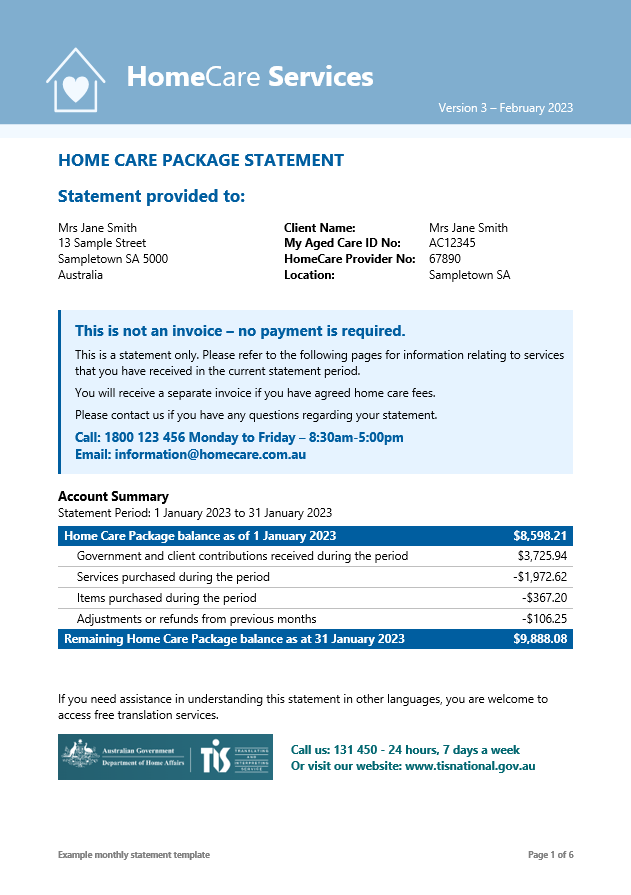 HomeCare Services
Version 3 – February 2023
HOME CARE PACKAGE STATEMENT
Statement provided to:
Mrs Jane Smith
13 Sample Street
Sampletown SA 5000
Australia
Client Name: Mrs Jane Smith
My Aged Care ID No: AC12345
HomeCare Provider No: 67890
Location: Sampletown SA
This is not an invoice – no payment is required.
This is a statement only. Please refer to the following pages for information relating to services
that you have received in the current statement period.
You will receive a separate invoice if you have agreed home care fees.
Please contact us if you have any questions regarding your statement.
Call: 1800 123 456 Monday to Friday – 8:30am-5:00pm
Email: information@homecare.com.au
Account Summary
Statement Period: 1 January 2023 to 31 January 2023
Home Care Package balance as of 1 January 2023 $8,598.21
Government and client contributions received during the period $3,725.94
Services purchased during the period -$1,972.62
Items purchased during the period -$367.20
Adjustments or refunds from previous months -$106.25
Remaining Home Care Package balance as at 31 January 2023 $9,888.08
If you need assistance in understanding this statement in other languages, you are welcome to
access free translation services.
Australian Government
Department of Home Affairs
TIS
TRANSLATING
AND
INTERPRETING
SERVICE
Call us: 131 450 - 24 hours, 7 days a week
Or visit our website: www.tisnational.gov.au
Example monthly statement template
Page 1 of 6